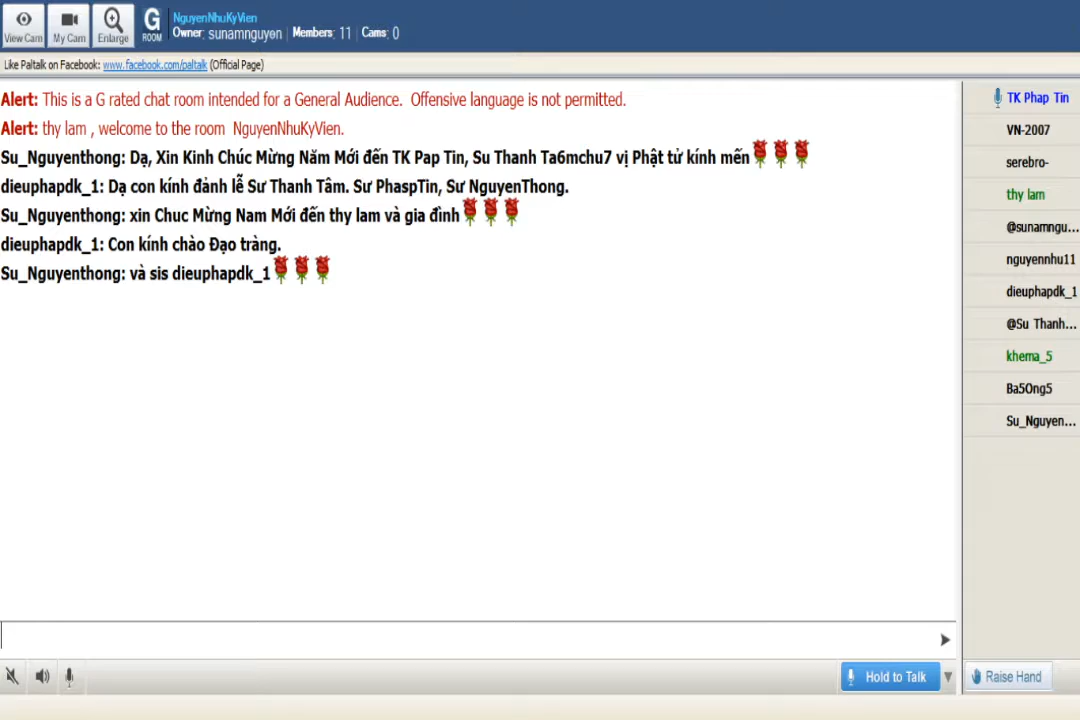 View Cam
My Cam
Enlarge
G
ROOM
NguyenNhuKyVien
Owner: sunamnguyen | Members: 11 | Cams: 0
Like Paltalk on Facebook: www.facebook.com/paltalk (Official Page)
Alert: This is a G rated chat room intended for a General Audience. Offensive language is not permitted.
Alert: thy lam , welcome to the room NguyenNhuKyVien.
Su_Nguyenthong: Dạ, Xin Kinh Chúc Mừng Năm Mới đến TK Pap Tin, Su Thanh Ta6mchu7 vị Phật tử kính mến
dieuphapdk_1: Dạ con kính đảnh lễ Sư Thanh Tâm. Sư PhaspTin, Sư NguyenThong.
Su_Nguyenthong: xin Chuc Mừng Nam Mới đến thy lam và gia đình
dieuphapdk_1: Con kính chào Đạo tràng.
Su_Nguyenthong: và sis dieuphapdk_1
TK Phap Tin
VN-2007
serebro-
thy lam
@sunamngu...
nguyennhu11
dieuphapdk_1
@Su Thanh...
khema_5
Ba5Ong5
Su_Nguyen...
Hold to Talk
Raise Hand